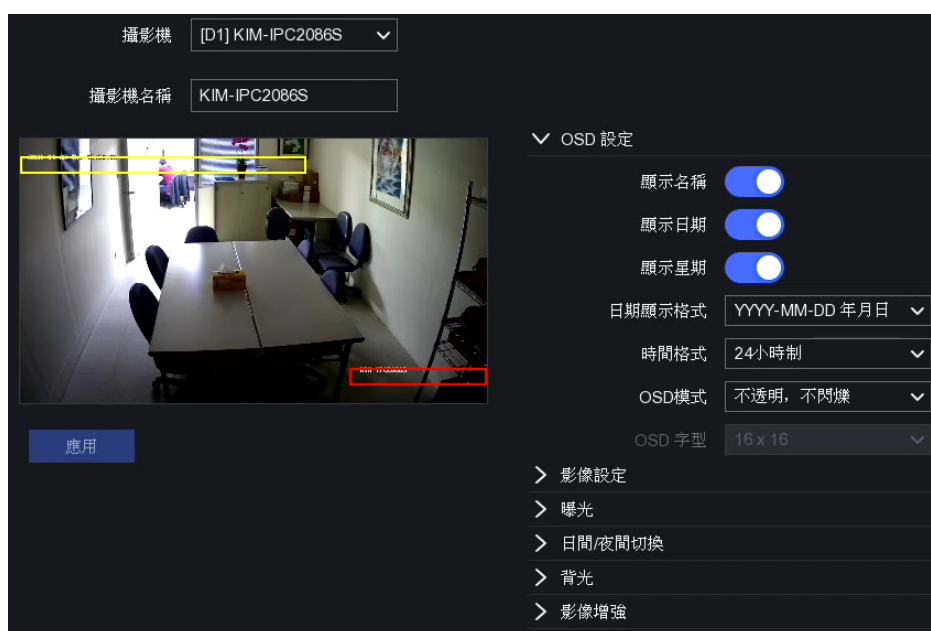 攝影機 [D1] KIM-IPC2086S
攝影機名稱 KIM-IPC2086S
OSD 設定
顯示名稱
顯示日期
顯示星期
日期顯示格式 YYYY-MM-DD 年月日
時間格式 24小時制
OSD模式 不透明，不閃爍
OSD 字型 16 x 16
應用
影像設定
曝光
日間/夜間切換
背光
影像增強
KIM-IPC2086S